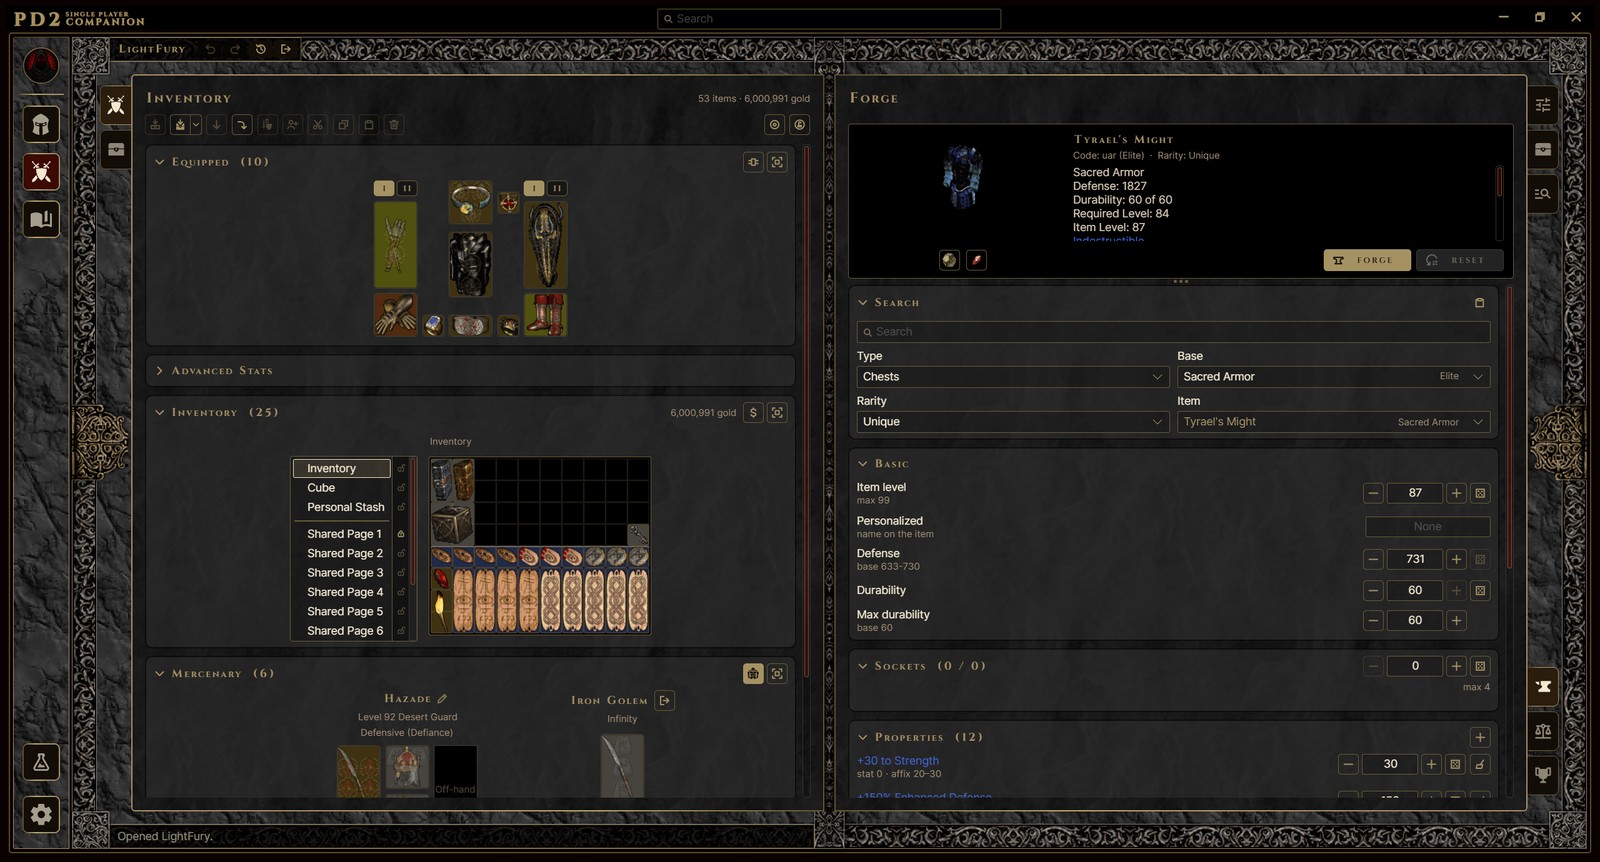 PD2 SINGLE PLAYER COMPANION
Search
LightFury
Inventory
53 items · 6,000,991 gold
Equipped (10)
I II
I II
Advanced Stats
Inventory (25)
6,000,991 gold
$
Inventory
Inventory
Cube
Personal Stash
Shared Page 1
Shared Page 2
Shared Page 3
Shared Page 4
Shared Page 5
Shared Page 6
Mercenary (6)
Hazade
Level 92 Desert Guard
Defensive (Defiance)
Off-hand
Iron Golem
Infinity
Opened LightFury.
Forge
Tyrael's Might
Code: uar (Elite) · Rarity: Unique
Sacred Armor
Defense: 1827
Durability: 60 of 60
Required Level: 84
Item Level: 87
Indestructible
FORGE
RESET
Search
Search
Type
Base
Chests
Sacred Armor Elite
Rarity
Item
Unique
Tyrael's Might Sacred Armor
Basic
Item level
max 99
87
Personalized
name on the item
None
Defense
base 633-730
731
Durability
60
Max durability
base 60
60
Sockets (0 / 0)
0
max 4
Properties (12)
+30 to Strength
stat 0 · affix 20–30
30
+150% Enhanced Defense
150